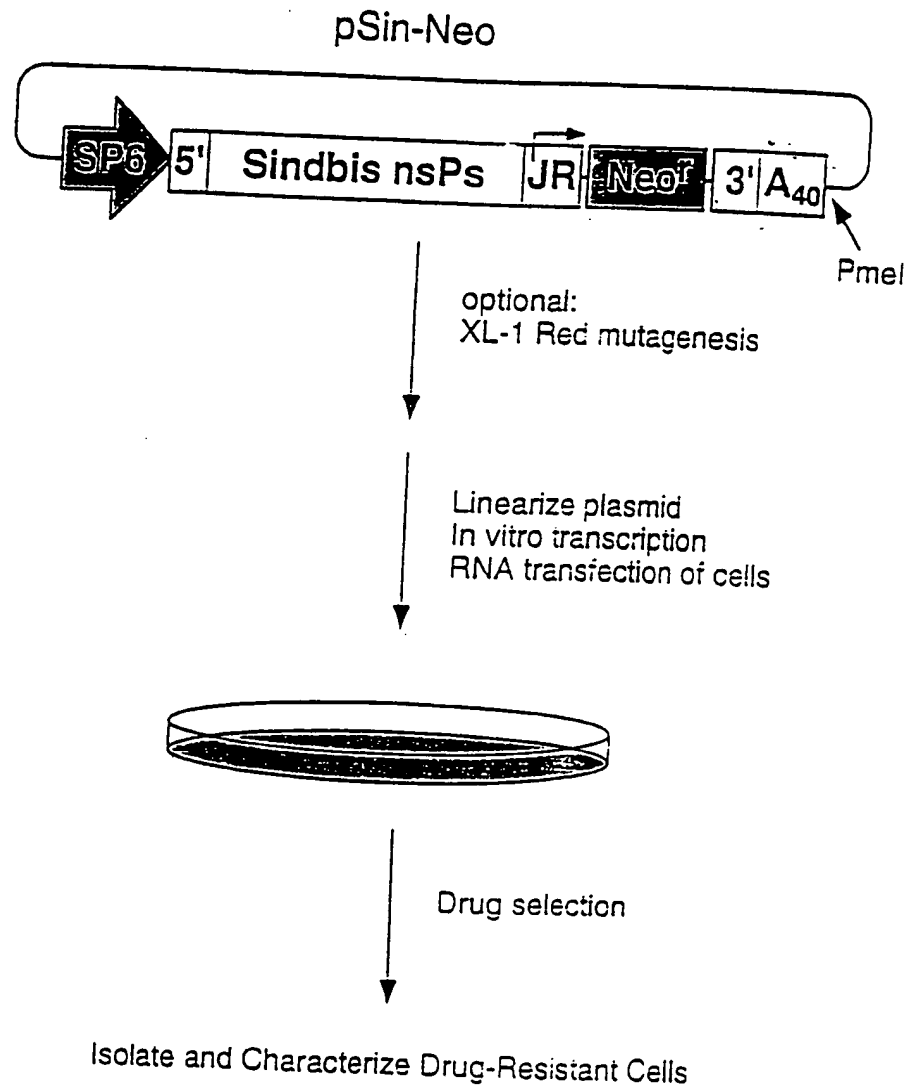 pSin-Neo
SP6 5' Sindbis nsPs JR Neoʳ 3' A₄₀
PmeI
optional:
XL-1 Red mutagenesis
Linearize plasmid
In vitro transcription
RNA transfection of cells
Drug selection
Isolate and Characterize Drug-Resistant Cells